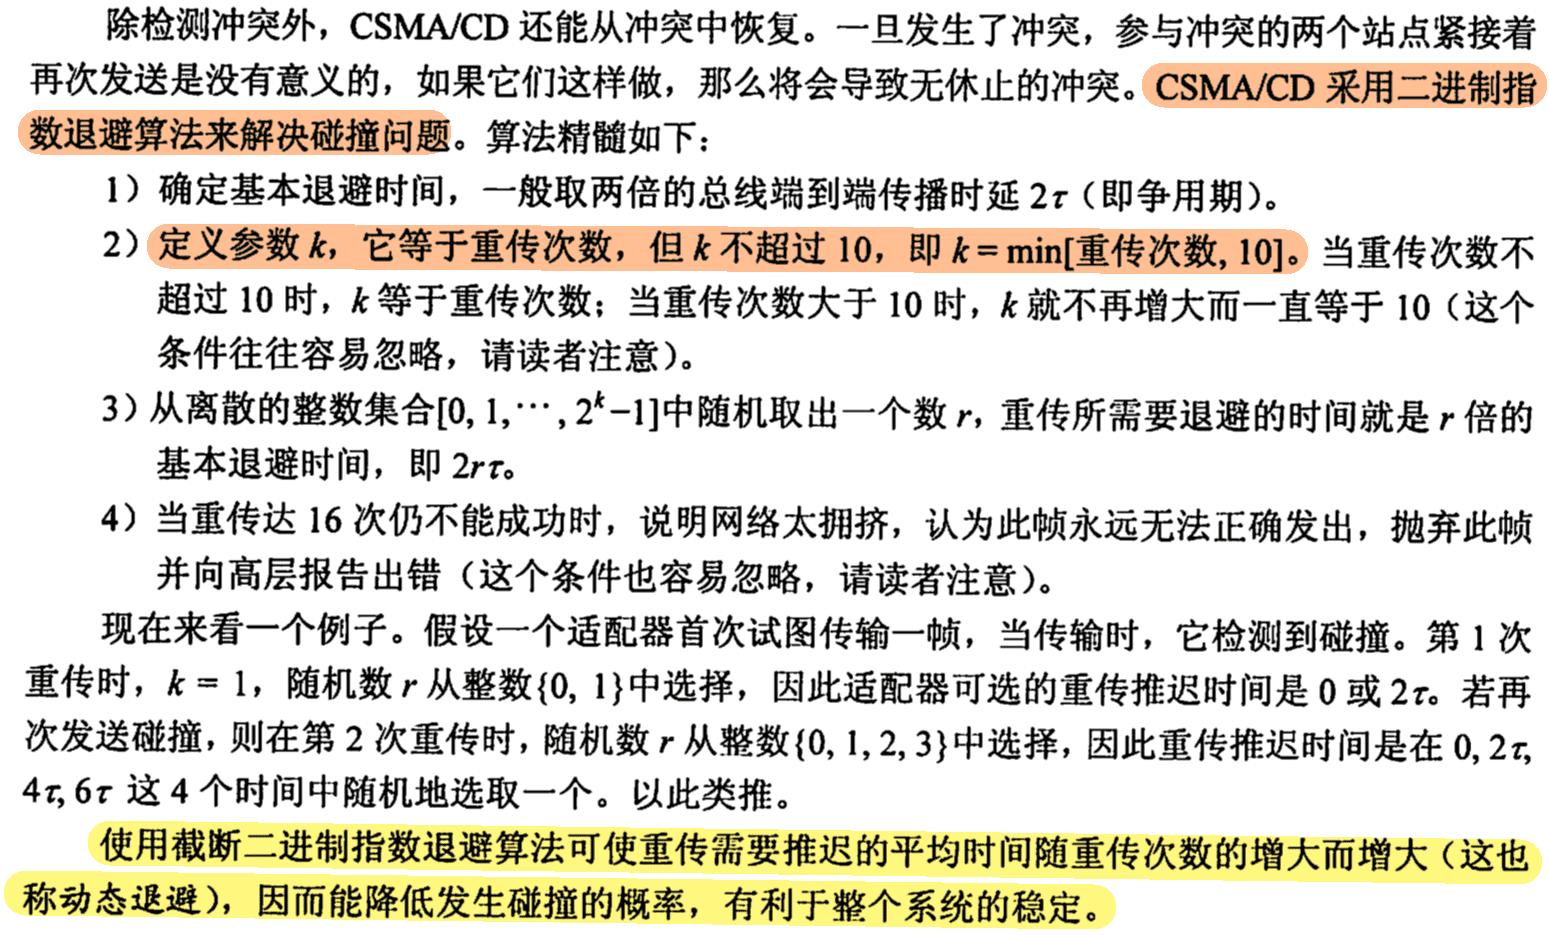 除检测冲突外，CSMA/CD 还能从冲突中恢复。一旦发生了冲突，参与冲突的两个站点紧接着
再次发送是没有意义的，如果它们这样做，那么将会导致无休止的冲突。CSMA/CD 采用二进制指
数退避算法来解决碰撞问题。算法精髓如下：
1）确定基本退避时间，一般取两倍的总线端到端传播时延 2τ（即争用期）。
2）定义参数 k，它等于重传次数，但 k 不超过 10，即 k = min[重传次数, 10]。当重传次数不
超过 10 时，k 等于重传次数；当重传次数大于 10 时，k 就不再增大而一直等于 10（这个
条件往往容易忽略，请读者注意）。
3）从离散的整数集合[0, 1, ⋯, 2^k −1]中随机取出一个数 r，重传所需要退避的时间就是 r 倍的
基本退避时间，即 2rτ。
4）当重传达 16 次仍不能成功时，说明网络太拥挤，认为此帧永远无法正确发出，抛弃此帧
并向高层报告出错（这个条件也容易忽略，请读者注意）。
现在来看一个例子。假设一个适配器首次试图传输一帧，当传输时，它检测到碰撞。第 1 次
重传时，k = 1，随机数 r 从整数{0, 1}中选择，因此适配器可选的重传推迟时间是 0 或 2τ。若再
次发送碰撞，则在第 2 次重传时，随机数 r 从整数{0, 1, 2, 3}中选择，因此重传推迟时间是在 0, 2τ,
4τ, 6τ 这 4 个时间中随机地选取一个。以此类推。
使用截断二进制指数退避算法可使重传需要推迟的平均时间随重传次数的增大而增大（这也
称动态退避），因而能降低发生碰撞的概率，有利于整个系统的稳定。